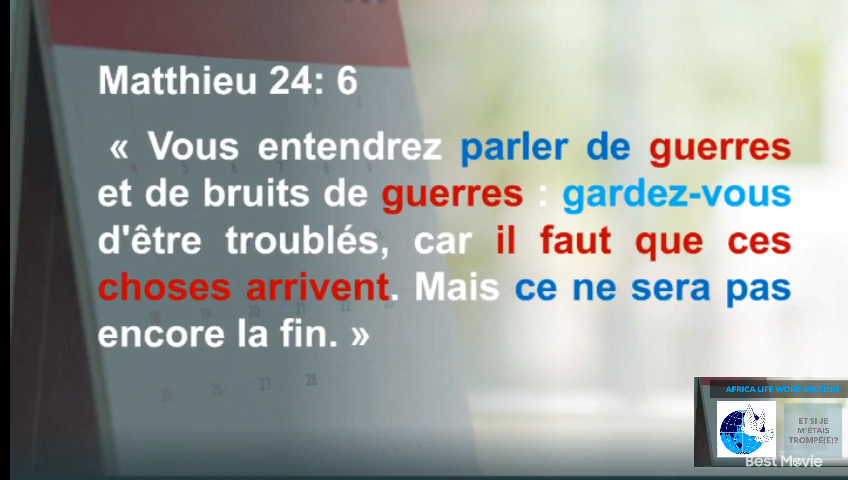 Matthieu 24: 6
« Vous entendrez parler de guerres
et de bruits de guerres : gardez-vous
d'être troublés, car il faut que ces
choses arrivent. Mais ce ne sera pas
encore la fin. »
AFRICA LIFE WORD MISSION
ET SI JE
M'ÉTAIS
TROMPÉ(E)?
Best Movie
27 28